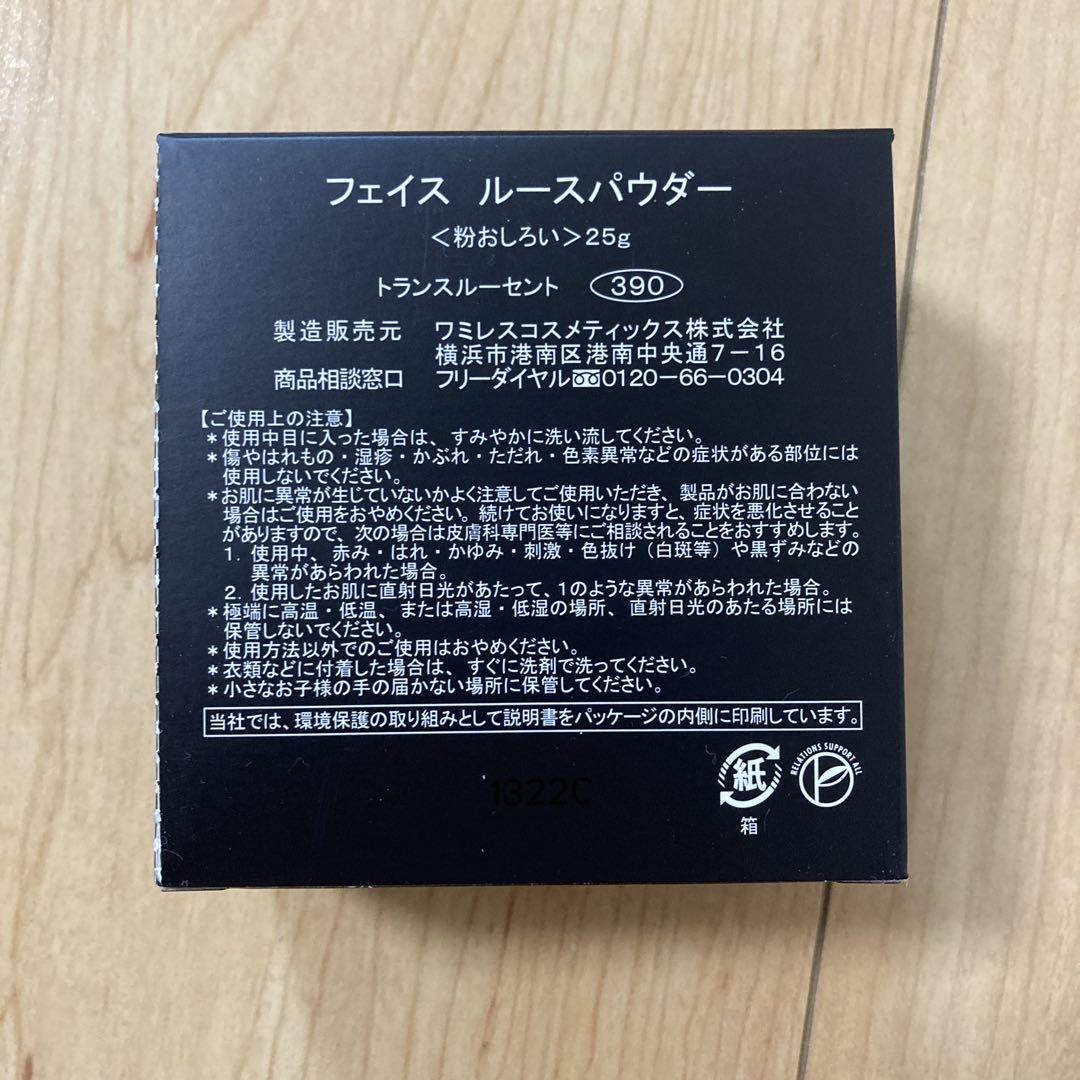 フェイス ルースパウダー
＜粉おしろい＞25g
トランスルーセント 390
製造販売元 ワミレスコスメティックス株式会社
横浜市港南区港南中央通7－16
商品相談窓口 フリーダイヤル0120－66－0304
【ご使用上の注意】
＊使用中目に入った場合は、すみやかに洗い流してください。
＊傷やはれもの・湿疹・かぶれ・ただれ・色素異常などの症状がある部位には
使用しないでください。
＊お肌に異常が生じていないかよく注意してご使用いただき、製品がお肌に合わない
場合はご使用をおやめください。続けてお使いになりますと、症状を悪化させること
がありますので、次の場合は皮膚科専門医等にご相談されることをおすすめします。
1．使用中、赤み・はれ・かゆみ・刺激・色抜け（白斑等）や黒ずみなどの
異常があらわれた場合。
2．使用したお肌に直射日光があたって、1のような異常があらわれた場合。
＊極端に高温・低温、または高湿・低湿の場所、直射日光のあたる場所には
保管しないでください。
＊使用方法以外でのご使用はおやめください。
＊衣類などに付着した場合は、すぐに洗剤で洗ってください。
＊小さなお子様の手の届かない場所に保管してください。
当社では、環境保護の取り組みとして説明書をパッケージの内側に印刷しています。
紙
箱
RELATIONS SUPPORT ALL
1322C